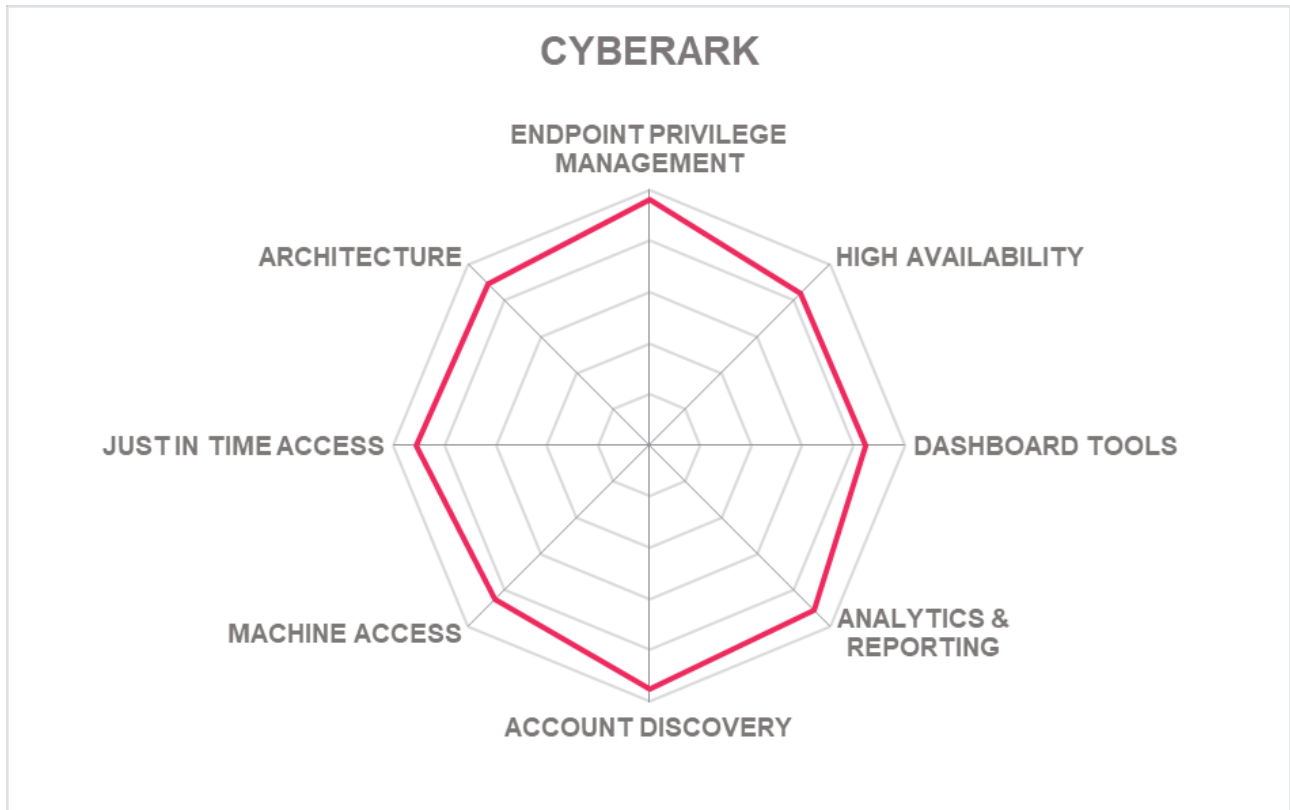 CYBERARK
ENDPOINT PRIVILEGE
MANAGEMENT
ARCHITECTURE
HIGH AVAILABILITY
JUST IN TIME ACCESS
DASHBOARD TOOLS
MACHINE ACCESS
ANALYTICS &
REPORTING
ACCOUNT DISCOVERY